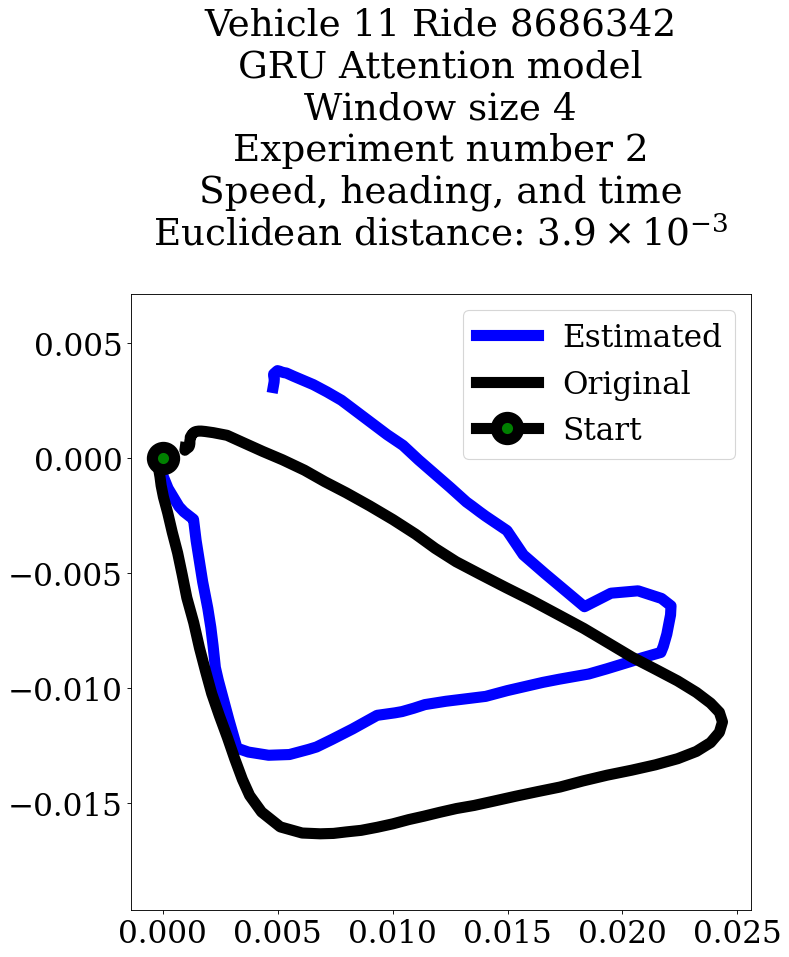 Vehicle 11 Ride 8686342
GRU Attention model
Window size 4
Experiment number 2
Speed, heading, and time
Euclidean distance: 3.9 × 10⁻³
Estimated
Original
Start
0.005
0.000
−0.005
−0.010
−0.015
0.000 0.005 0.010 0.015 0.020 0.025